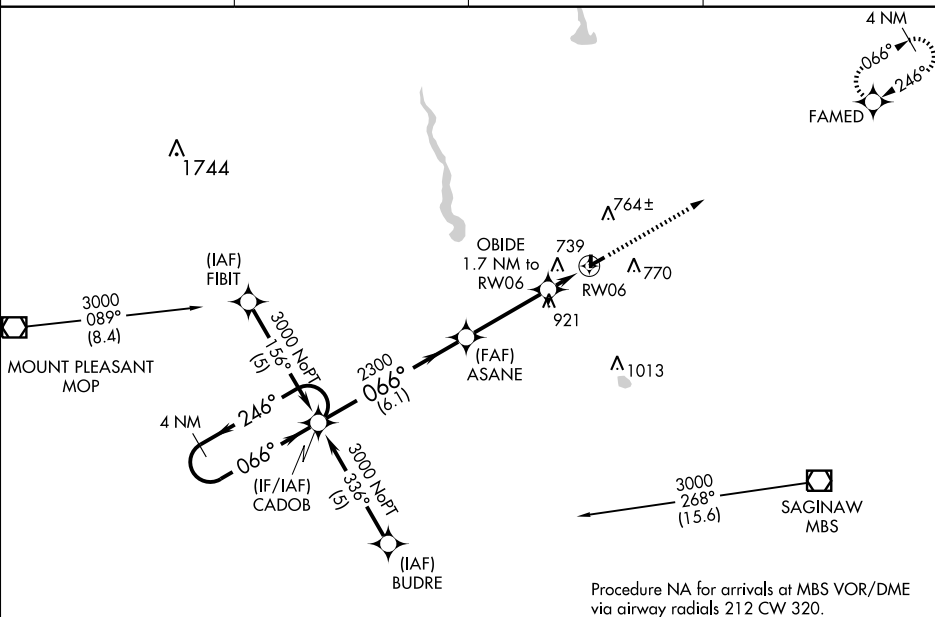 4 NM
066°
246°
FAMED
1744
764±
OBIDE
1.7 NM to
RW06
739
RW06
770
921
(IAF)
FIBIT
3000
089°
(8.4)
MOUNT PLEASANT
MOP
3000 NoPT
156°
(5)
2300
066°
(6.1)
(FAF)
ASANE
1013
4 NM
246°
066°
(IF/IAF)
CADOB
3000 NoPT
336°
(5)
(IAF)
BUDRE
3000
268°
(15.6)
SAGINAW
MBS
Procedure NA for arrivals at MBS VOR/DME
via airway radials 212 CW 320.